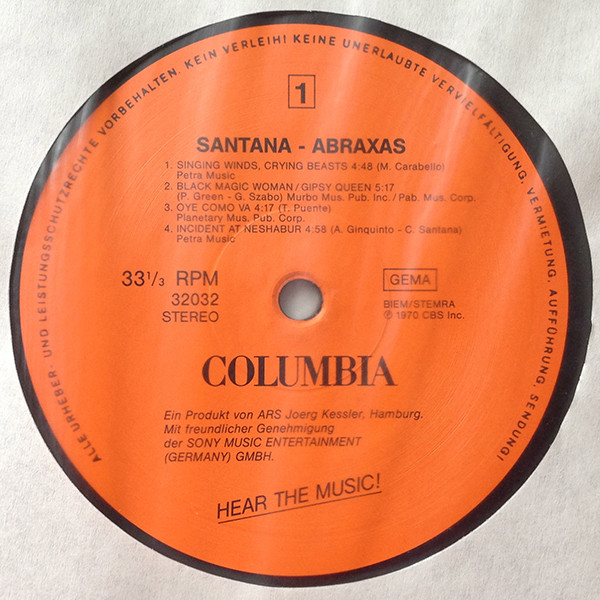 ALLE URHEBER- UND LEISTUNGSSCHUTZRECHTE VORBEHALTEN. KEIN VERLEIH! KEINE UNERLAUBTE VERVIELFÄLTIGUNG, VERMIETUNG, AUFFÜHRUNG, SENDUNG!
1
SANTANA - ABRAXAS
1. SINGING WINDS, CRYING BEASTS 4:48 (M. Carabello)
Petra Music
2. BLACK MAGIC WOMAN / GIPSY QUEEN 5:17
(P. Green - G. Szabo) Murbo Mus. Pub. Inc. / Pab. Mus. Corp.
3. OYE COMO VA 4:17 (T. Puente)
Planetary Mus. Pub. Corp.
4. INCIDENT AT NESHABUR 4:58 (A. Ginquinto - C. Santana)
Petra Music
33 1/3 RPM
32032
STEREO
GEMA
BIEM/STEMRA
℗ 1970 CBS Inc.
COLUMBIA
Ein Produkt von ARS Joerg Kessler, Hamburg.
Mit freundlicher Genehmigung
der SONY MUSIC ENTERTAINMENT
(GERMANY) GMBH.
HEAR THE MUSIC!